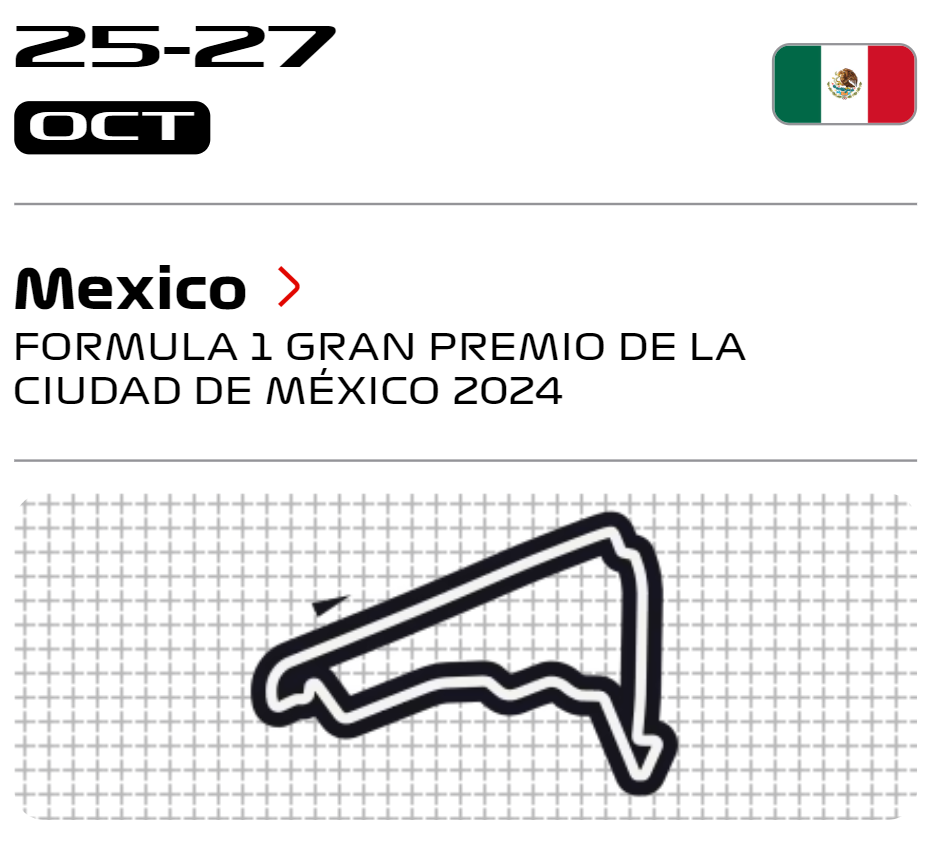 25-27
OCT
Mexico
FORMULA 1 GRAN PREMIO DE LA
CIUDAD DE MÉXICO 2024